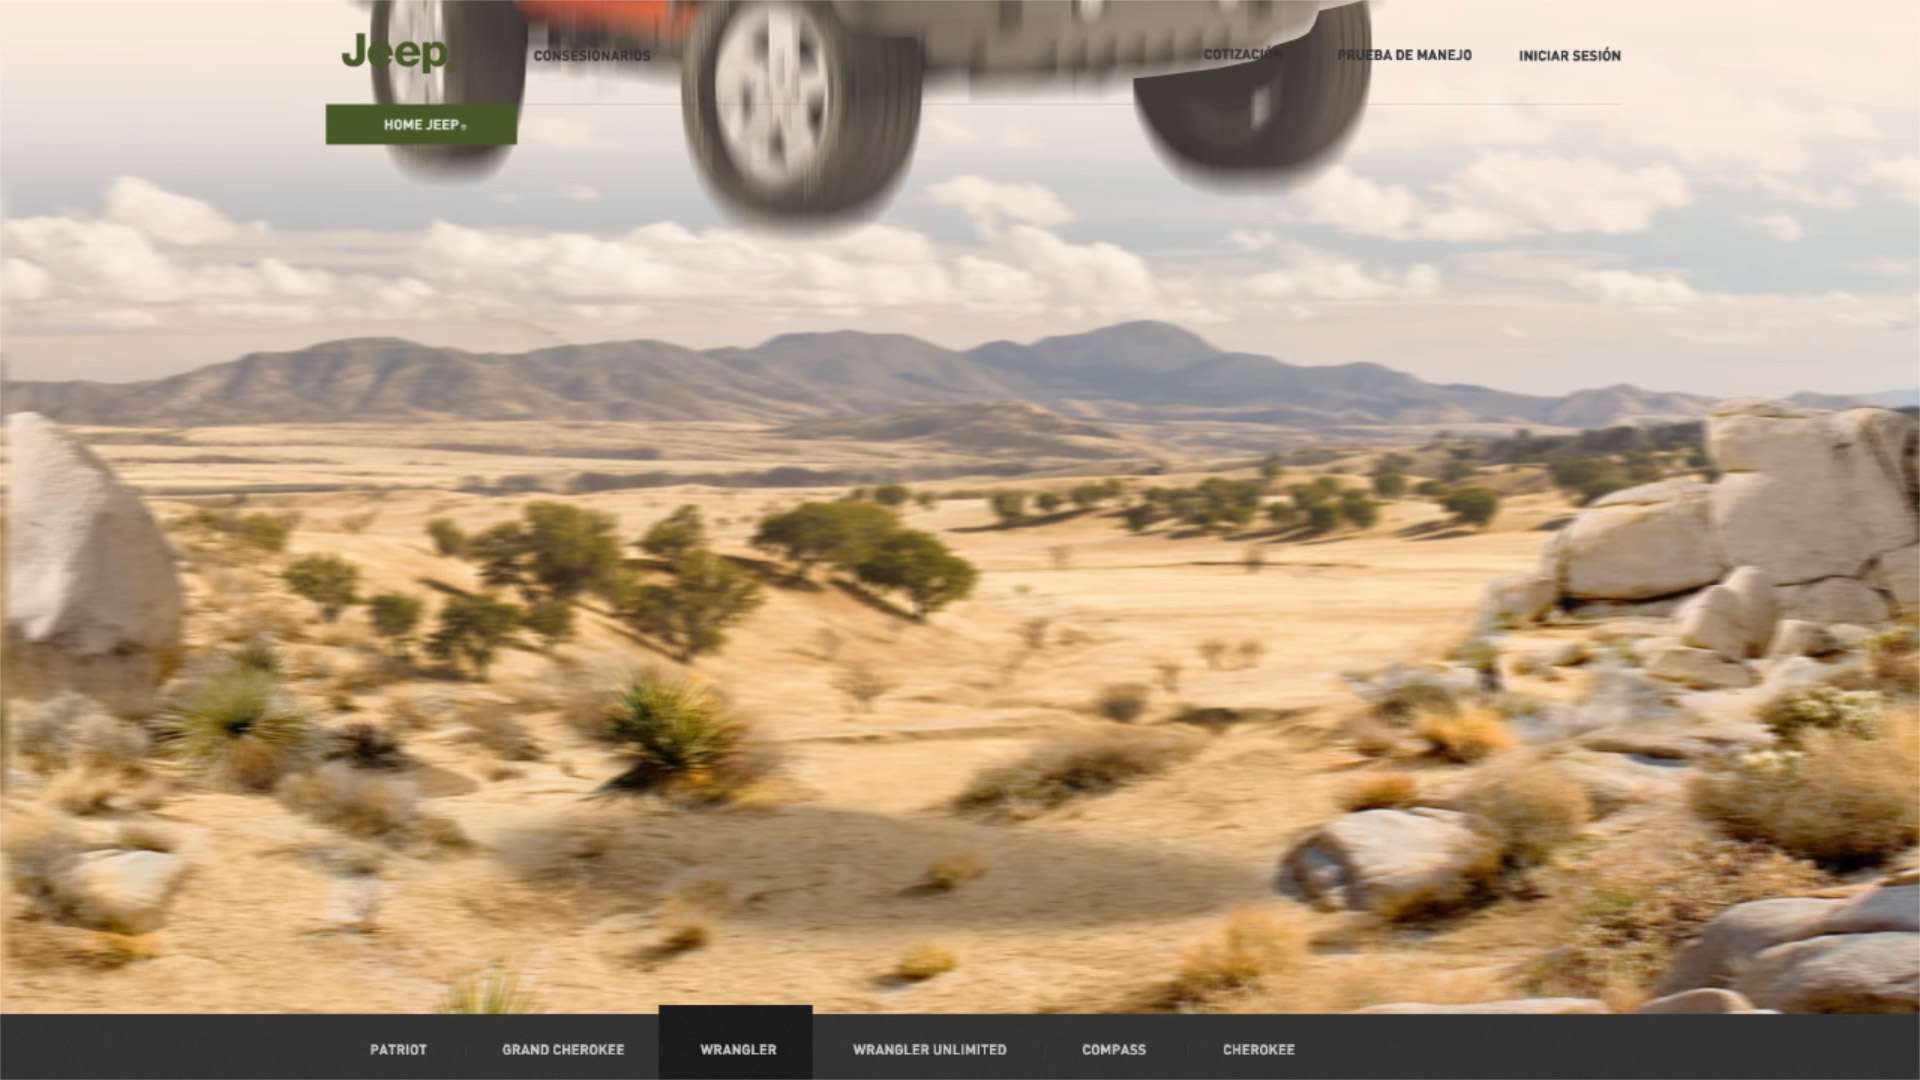 Jeep
CONSESIONARIOS
COTIZACIÓN
PRUEBA DE MANEJO
INICIAR SESIÓN
HOME JEEP®
PATRIOT
GRAND CHEROKEE
WRANGLER
WRANGLER UNLIMITED
COMPASS
CHEROKEE